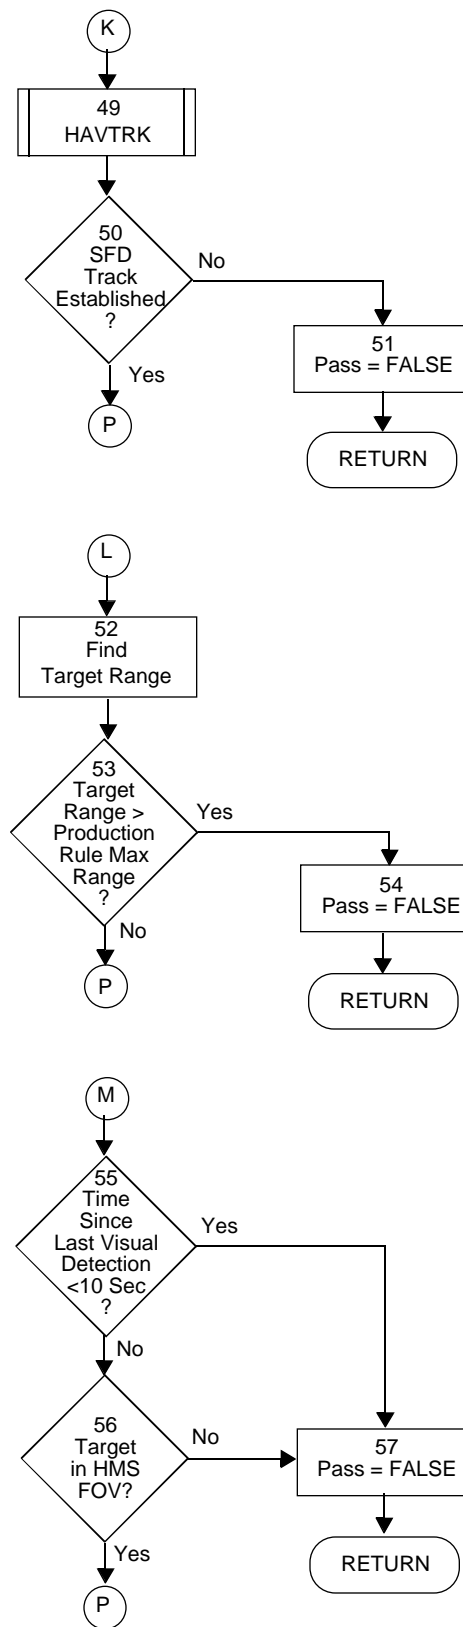 K
49
HAVTRK
50
SFD
Track
Established
?
No
Yes
51
Pass = FALSE
P
RETURN
L
52
Find
Target Range
53
Target
Range >
Production
Rule Max
Range
?
Yes
No
54
Pass = FALSE
P
RETURN
M
55
Time
Since
Last Visual
Detection
<10 Sec
?
Yes
No
56
Target
in HMS
FOV?
No
Yes
57
Pass = FALSE
RETURN
P